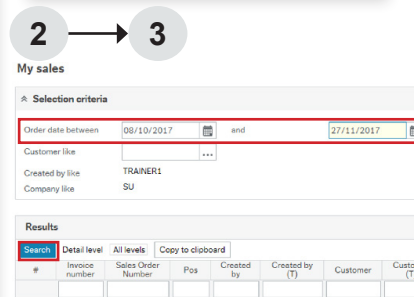 2 3
My sales
Selection criteria
Order date between 08/10/2017 and 27/11/2017
Customer like ...
Created by like TRAINER1
Company like SU
Results
Search Detail level All levels Copy to clipboard
# Invoice number Sales Order Number Pos Created by Created by (T) Customer